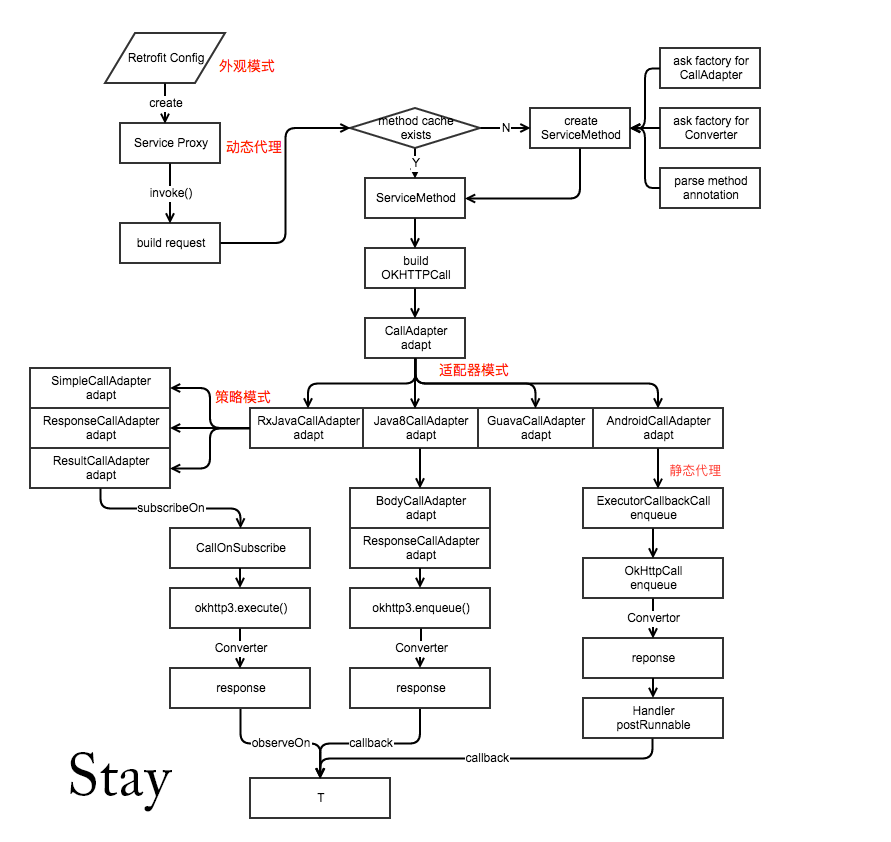 Retrofit Config
外观模式
create
Service Proxy
动态代理
invoke()
build request
method cache
exists
N
Y
create
ServiceMethod
ask factory for
CallAdapter
ask factory for
Converter
parse method
annotation
ServiceMethod
build
OKHTTPCall
CallAdapter
adapt
适配器模式
SimpleCallAdapter
adapt
ResponseCallAdapter
adapt
ResultCallAdapter
adapt
策略模式
RxJavaCallAdapter
adapt
Java8CallAdapter
adapt
GuavaCallAdapter
adapt
AndroidCallAdapter
adapt
静态代理
subscribeOn
CallOnSubscribe
okhttp3.execute()
Converter
response
observeOn
BodyCallAdapter
adapt
ResponseCallAdapter
adapt
okhttp3.enqueue()
Converter
response
callback
ExecutorCallbackCall
enqueue
OkHttpCall
enqueue
Convertor
reponse
Handler
postRunnable
callback
T
Stay